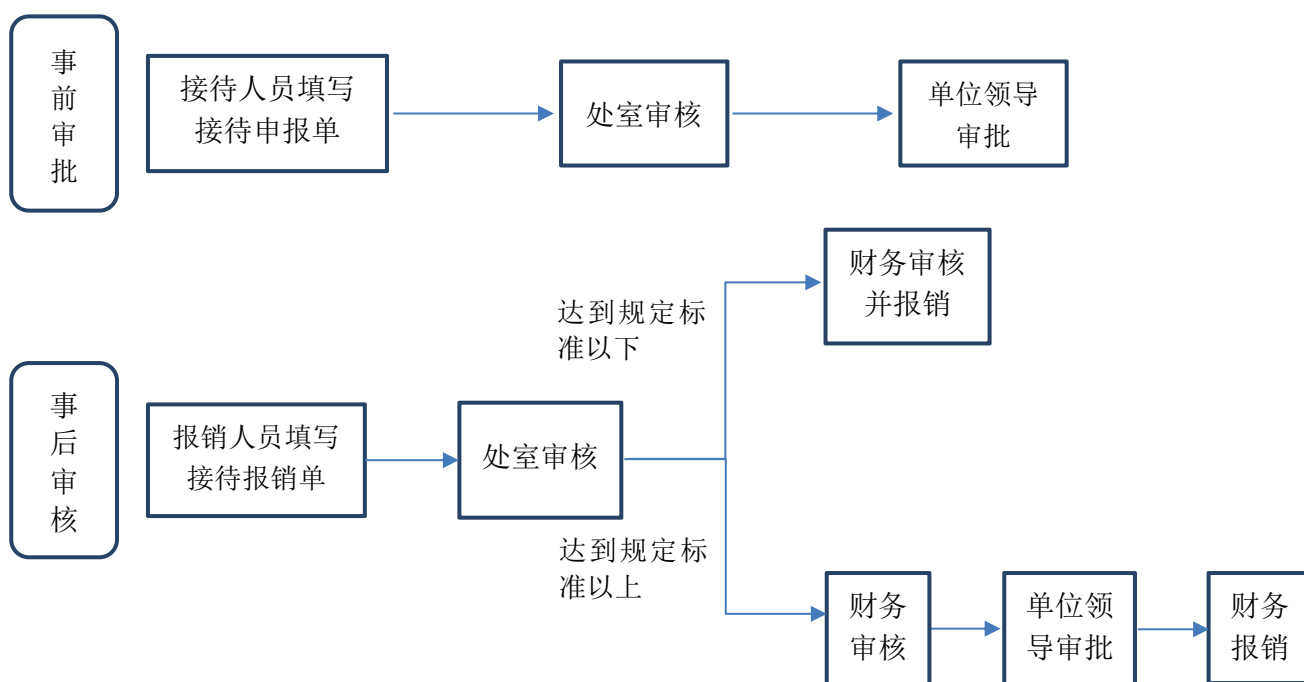 事
前
审
批
接待人员填写
接待申报单
处室审核
单位领导
审批
财务审核
并报销
达到规定标
准以下
事
后
审
核
报销人员填写
接待报销单
处室审核
达到规定标
准以上
财务
审核
单位领
导审批
财务
报销